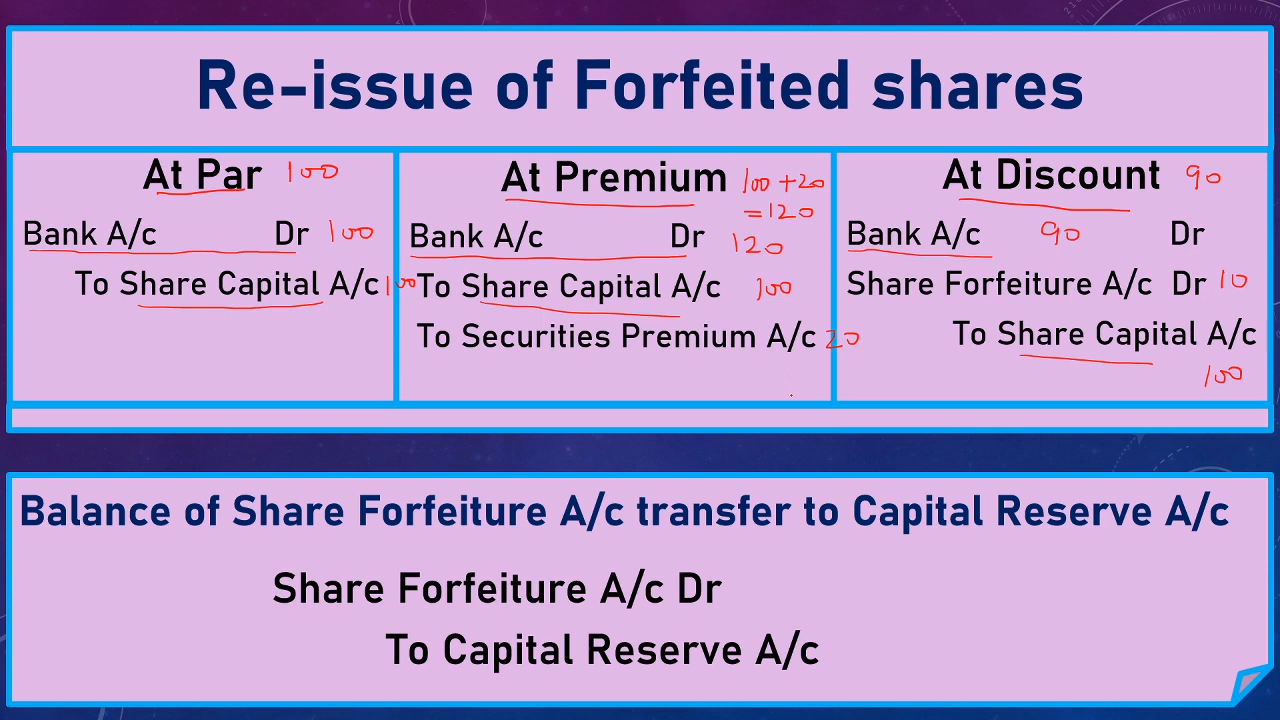 Re-issue of Forfeited shares
At Par 100
Bank A/c Dr 100
To Share Capital A/c 100
At Premium 100 + 20
= 120
Bank A/c Dr 120
To Share Capital A/c 100
To Securities Premium A/c 20
At Discount 90
Bank A/c 90 Dr
Share Forfeiture A/c Dr 10
To Share Capital A/c
100
Balance of Share Forfeiture A/c transfer to Capital Reserve A/c
Share Forfeiture A/c Dr
To Capital Reserve A/c